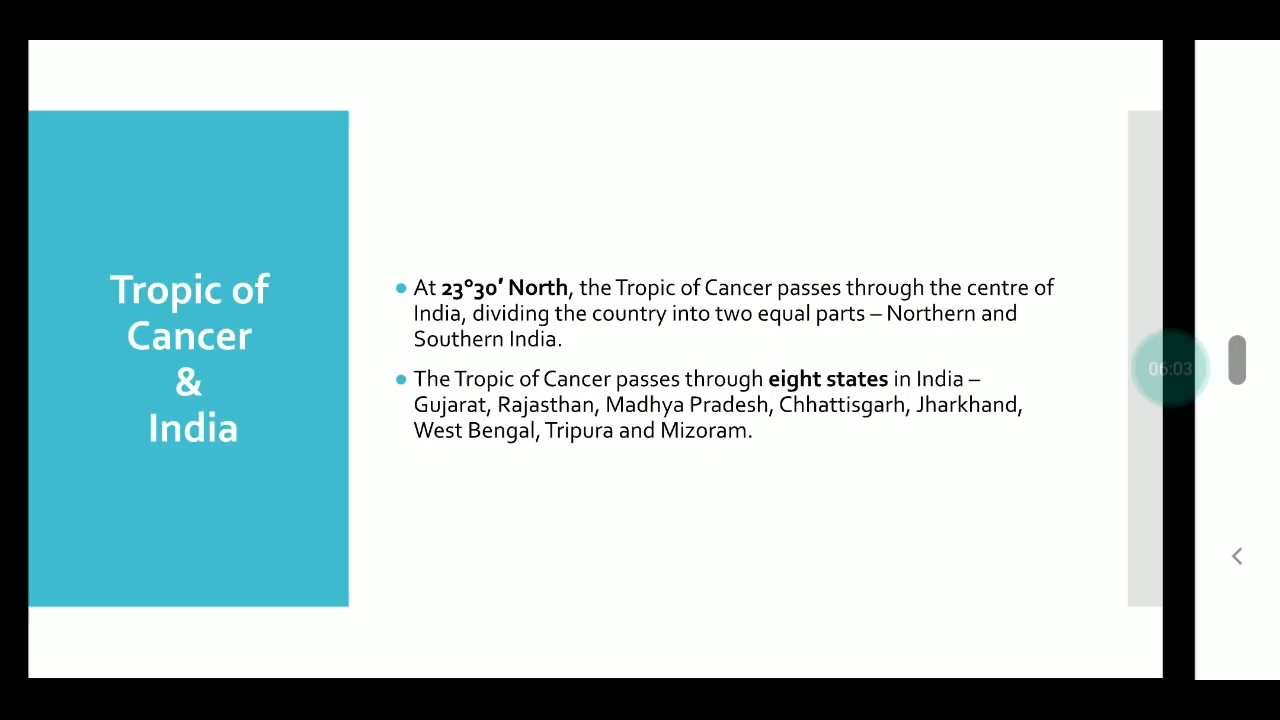 Tropic of
Cancer
&
India
At 23°30′ North, the Tropic of Cancer passes through the centre of
India, dividing the country into two equal parts – Northern and
Southern India.
The Tropic of Cancer passes through eight states in India –
Gujarat, Rajasthan, Madhya Pradesh, Chhattisgarh, Jharkhand,
West Bengal, Tripura and Mizoram.
06:03